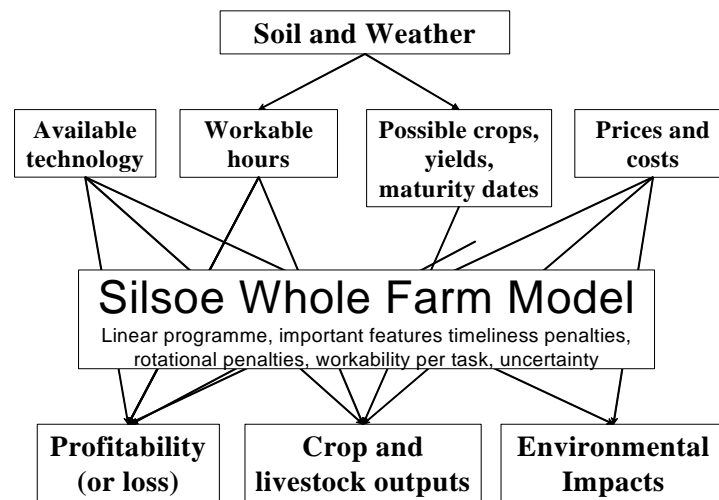 Soil and Weather
Available
technology
Workable
hours
Possible crops,
yields,
maturity dates
Prices and
costs
Silsoe Whole Farm Model
Linear programme, important features timeliness penalties,
rotational penalties, workability per task, uncertainty
Profitability
(or loss)
Crop and
livestock outputs
Environmental
Impacts